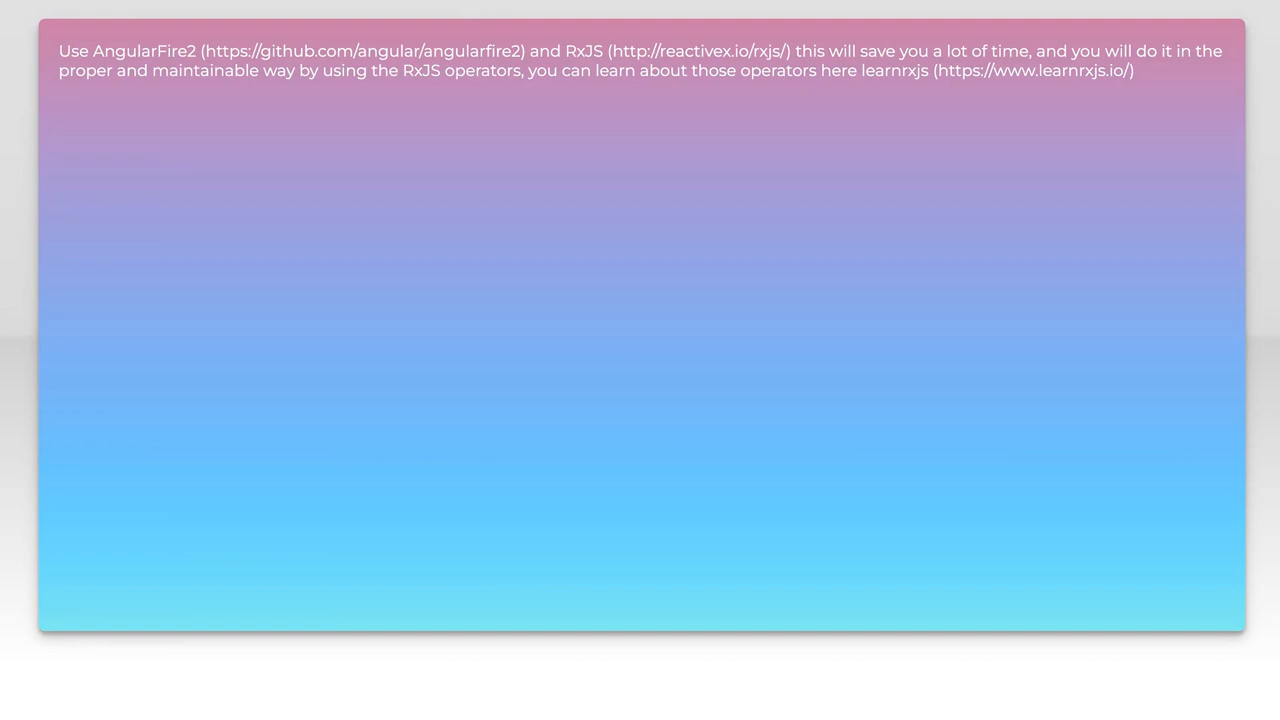 Use AngularFire2 (https://github.com/angular/angularfire2) and RxJS (http://reactivex.io/rxjs/) this will save you a lot of time, and you will do it in the
proper and maintainable way by using the RxJS operators, you can learn about those operators here learnrxjs (https://www.learnrxjs.io/)